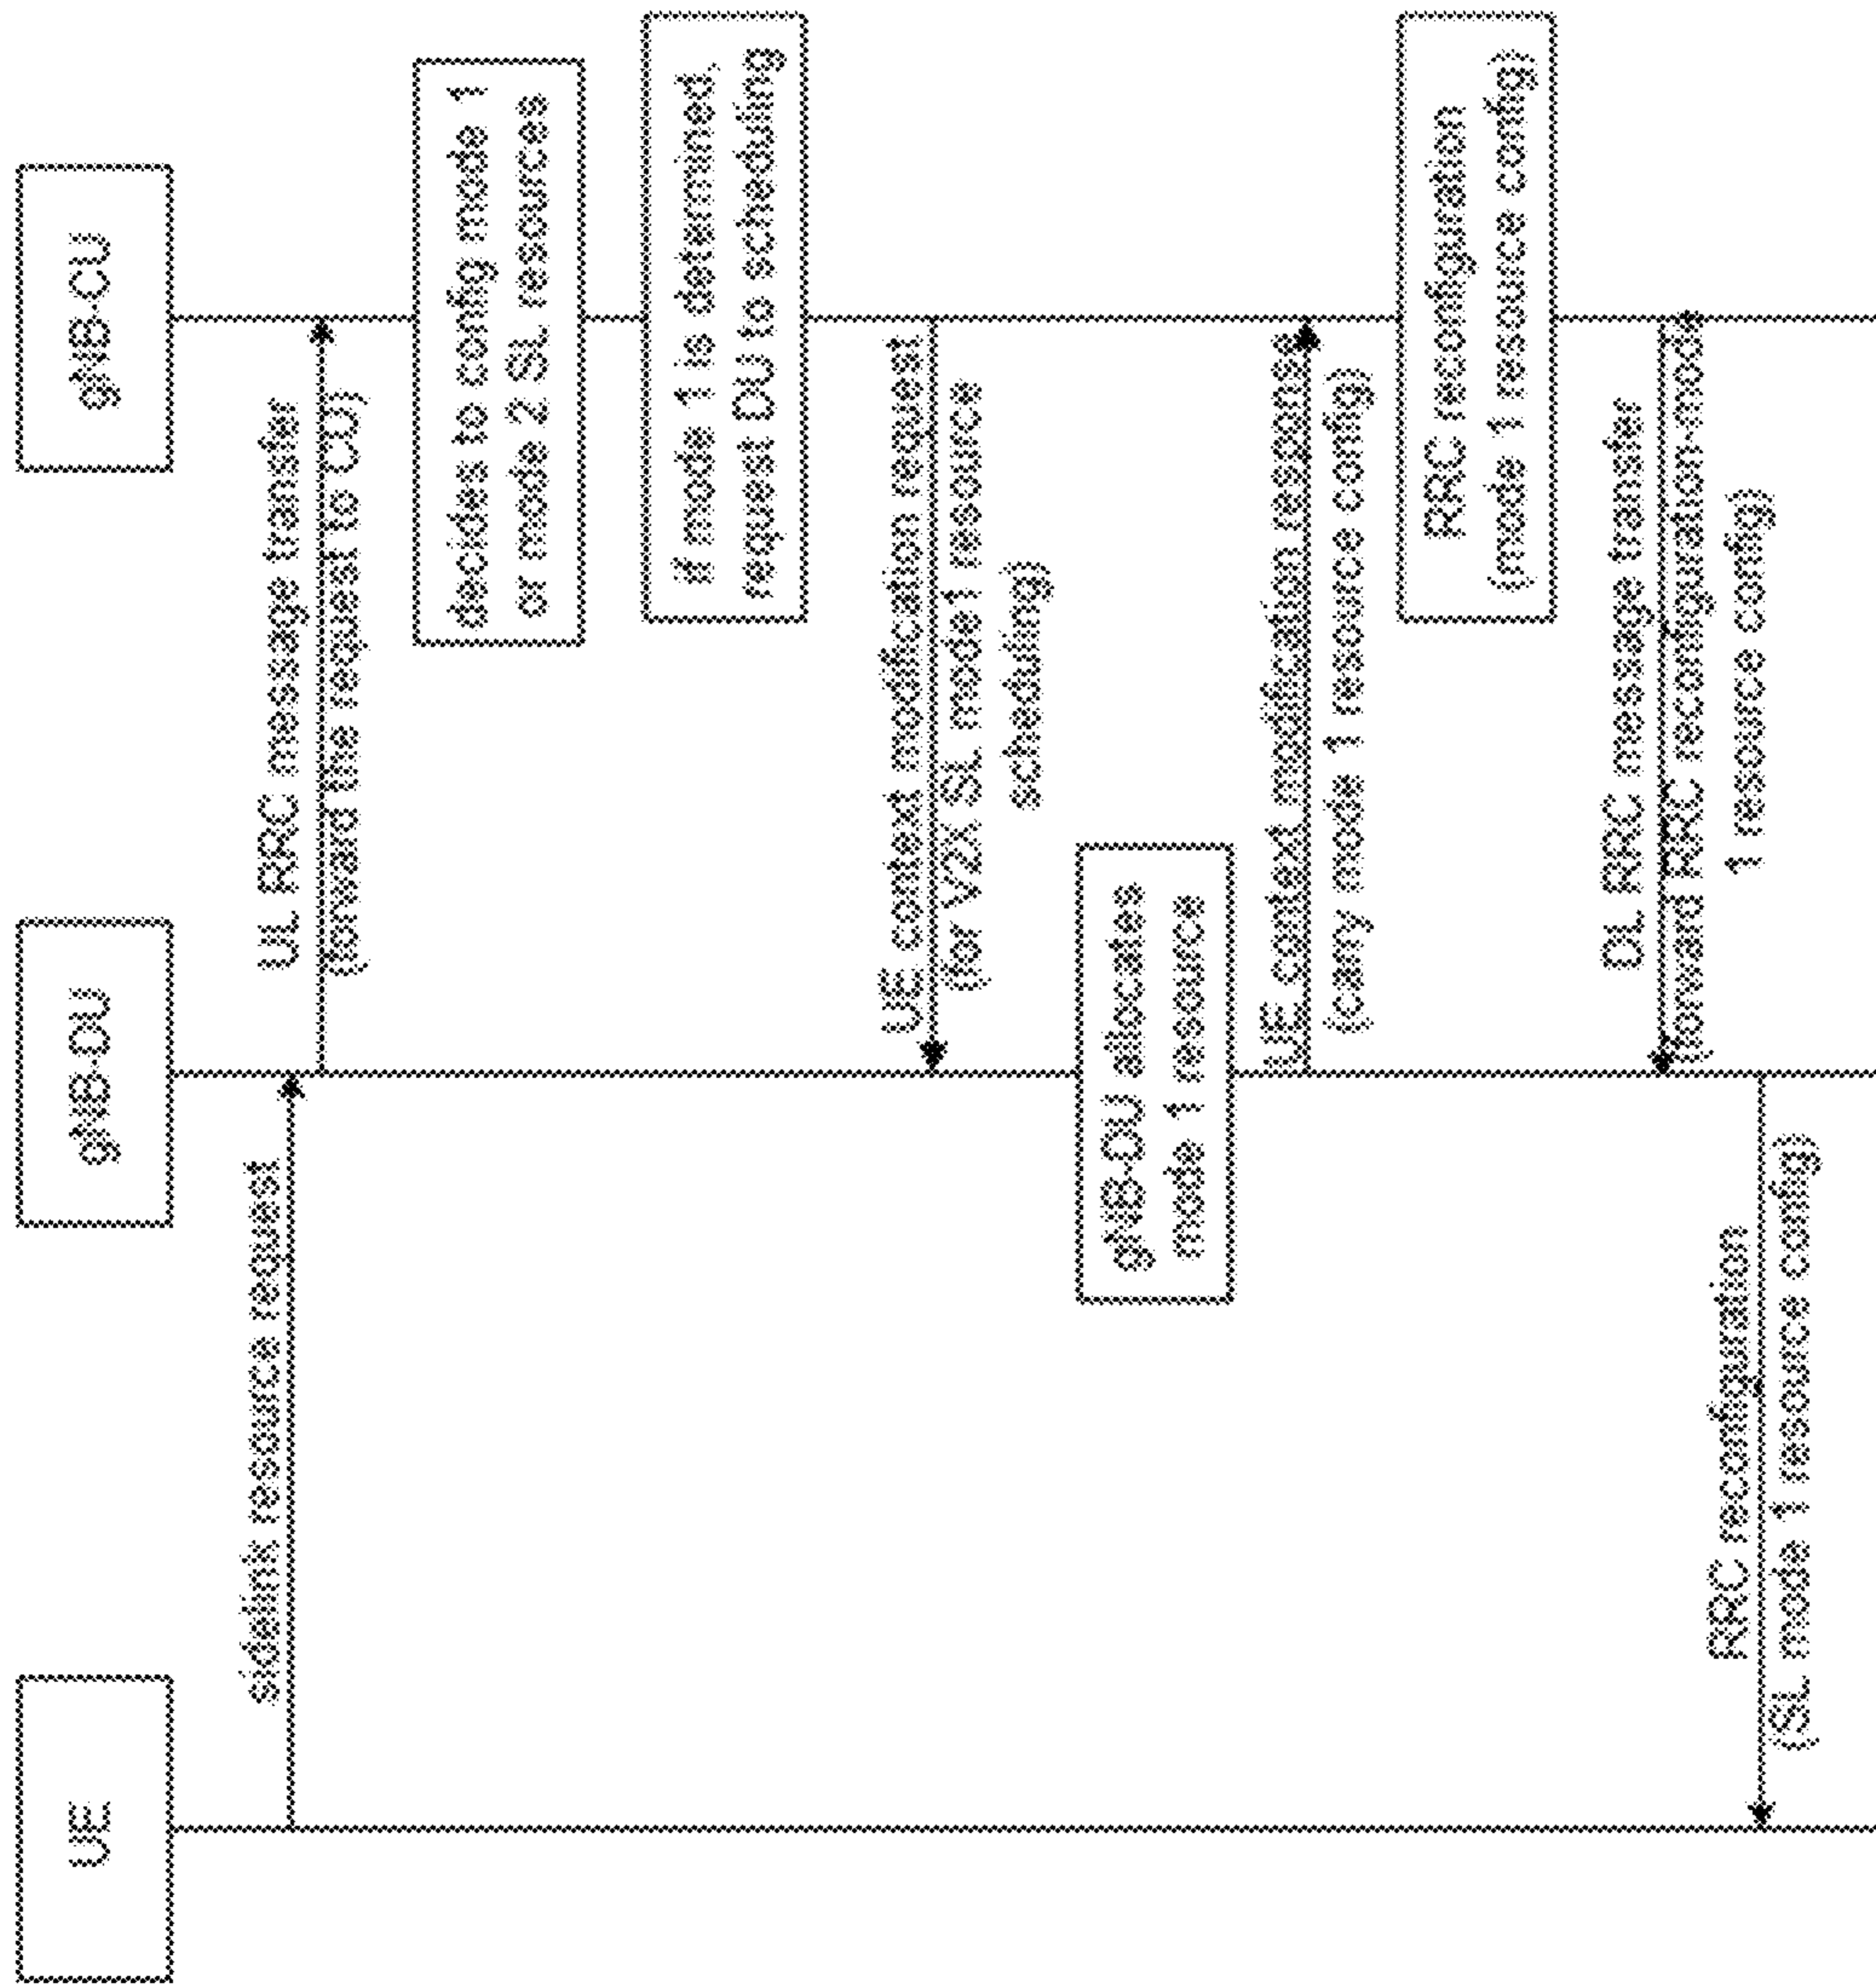 UE
gNB-DU
gNB-CU
sidelink resource request
UL RRC message transfer
(forward the request to CU)
decides to config mode 1
or mode 2 SL resources
if mode 1 is determined,
request DU to scheduling
UE context modification request
(for V2X SL mode1 resource
scheduling)
gNB-DU allocates
mode 1 resource
UE context modification response
(carry mode 1 resource config)
RRC reconfiguration
(mode 1 resource config)
DL RRC message transfer
(forward RRC reconfiguration-mode
1 resource config)
RRC reconfiguration
(SL mode 1 resource config)